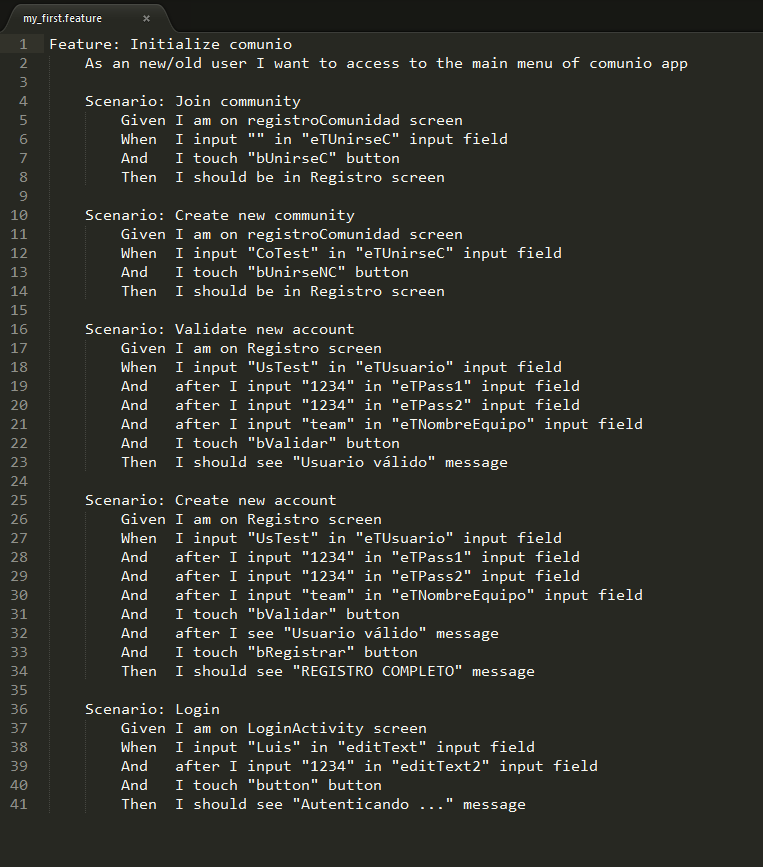 my_first.feature ×
1 Feature: Initialize comunio
2     As an new/old user I want to access to the main menu of comunio app
3
4     Scenario: Join community
5         Given I am on registroComunidad screen
6         When  I input "" in "eTUnirseC" input field
7         And   I touch "bUnirseC" button
8         Then  I should be in Registro screen
9
10     Scenario: Create new community
11         Given I am on registroComunidad screen
12         When  I input "CoTest" in "eTUnirseC" input field
13         And   I touch "bUnirseNC" button
14         Then  I should be in Registro screen
15
16     Scenario: Validate new account
17         Given I am on Registro screen
18         When  I input "UsTest" in "eTUsuario" input field
19         And   after I input "1234" in "eTPass1" input field
20         And   after I input "1234" in "eTPass2" input field
21         And   after I input "team" in "eTNombreEquipo" input field
22         And   I touch "bValidar" button
23         Then  I should see "Usuario válido" message
24
25     Scenario: Create new account
26         Given I am on Registro screen
27         When  I input "UsTest" in "eTUsuario" input field
28         And   after I input "1234" in "eTPass1" input field
29         And   after I input "1234" in "eTPass2" input field
30         And   after I input "team" in "eTNombreEquipo" input field
31         And   I touch "bValidar" button
32         And   after I see "Usuario válido" message
33         And   I touch "bRegistrar" button
34         Then  I should see "REGISTRO COMPLETO" message
35
36     Scenario: Login
37         Given I am on LoginActivity screen
38         When  I input "Luis" in "editText" input field
39         And   after I input "1234" in "editText2" input field
40         And   I touch "button" button
41         Then  I should see "Autenticando ..." message